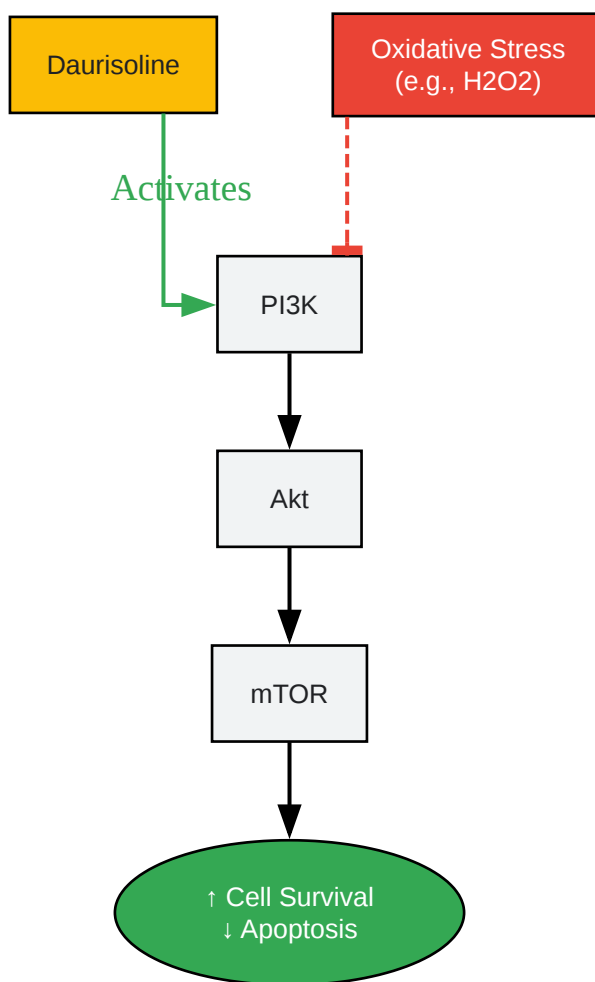 Daurisoline
Oxidative Stress
(e.g., H2O2)
Activates
PI3K
Akt
mTOR
↑ Cell Survival
↓ Apoptosis